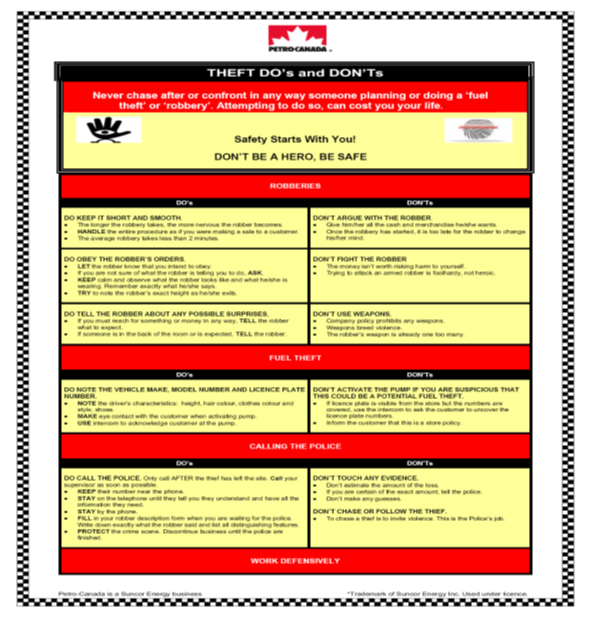 PETRO-CANADA
THEFT DO's and DON'Ts
Never chase after or confront in any way someone planning or doing a 'fuel
theft' or 'robbery'. Attempting to do so, can cost you your life.
Safety Starts With You!
DON'T BE A HERO, BE SAFE
ROBBERIES
DO's
DON'Ts
DO KEEP IT SHORT AND SMOOTH.
• The longer the robbery takes, the more nervous the robber becomes.
• HANDLE the entire procedure as if you were making a sale to a customer.
• The average robbery takes less than 2 minutes.
DON'T ARGUE WITH THE ROBBER.
• Give him/her all the cash and merchandise he/she wants.
• Once the robbery has started, it is too late for the robber to change
his/her mind.
DO OBEY THE ROBBER'S ORDERS.
• LET the robber know that you intend to obey.
• If you are not sure of what the robber is telling you to do, ASK.
• KEEP calm and observe what the robber looks like and what he/she is
wearing. Remember exactly what he/she says.
• TRY to note the robber's exact height as he/she exits.
DON'T FIGHT THE ROBBER
• The money isn't worth risking harm to yourself.
• Trying to attack an armed robber is foolhardy, not heroic.
DO TELL THE ROBBER ABOUT ANY POSSIBLE SURPRISES.
• If you must reach for something or money in any way, TELL the robber
what to expect.
• If someone is in the back of the room or is expected, TELL the robber.
DON'T USE WEAPONS.
• Company policy prohibits any weapons.
• Weapons breed violence.
• The robber's weapon is already one too many.
FUEL THEFT
DO's
DON'Ts
DO NOTE THE VEHICLE MAKE, MODEL NUMBER AND LICENCE PLATE
NUMBER.
• NOTE the driver's characteristics: height, hair colour, clothes colour and
style, shoes.
• MAKE eye contact with the customer when activating pump.
• USE intercom to acknowledge customer at the pump.
DON'T ACTIVATE THE PUMP IF YOU ARE SUSPICIOUS THAT
THIS COULD BE A POTENTIAL FUEL THEFT.
• If licence plate is visible from the store but the numbers are
covered, use the intercom to ask the customer to uncover the
licence plate numbers.
• Inform the customer that this is a store policy.
CALLING THE POLICE
DO's
DON'Ts
DO CALL THE POLICE. Only call AFTER the thief has left the site. Call your
supervisor as soon as possible.
• KEEP their number near the phone.
• STAY on the telephone until they tell you they understand and have all the
information they need.
• STAY by the phone.
• FILL in your robber description form when you are waiting for the police.
Write down exactly what the robber said and list all distinguishing features.
• PROTECT the crime scene. Discontinue business until the police are
finished.
DON'T TOUCH ANY EVIDENCE.
• Don't estimate the amount of the loss.
• If you are certain of the exact amount, tell the police.
• Don't make any guesses.
DON'T CHASE OR FOLLOW THE THIEF.
• To chase a thief is to invite violence. This is the Police's job.
WORK DEFENSIVELY
Petro-Canada is a Suncor Energy business
*Trademark of Suncor Energy Inc. Used under licence.